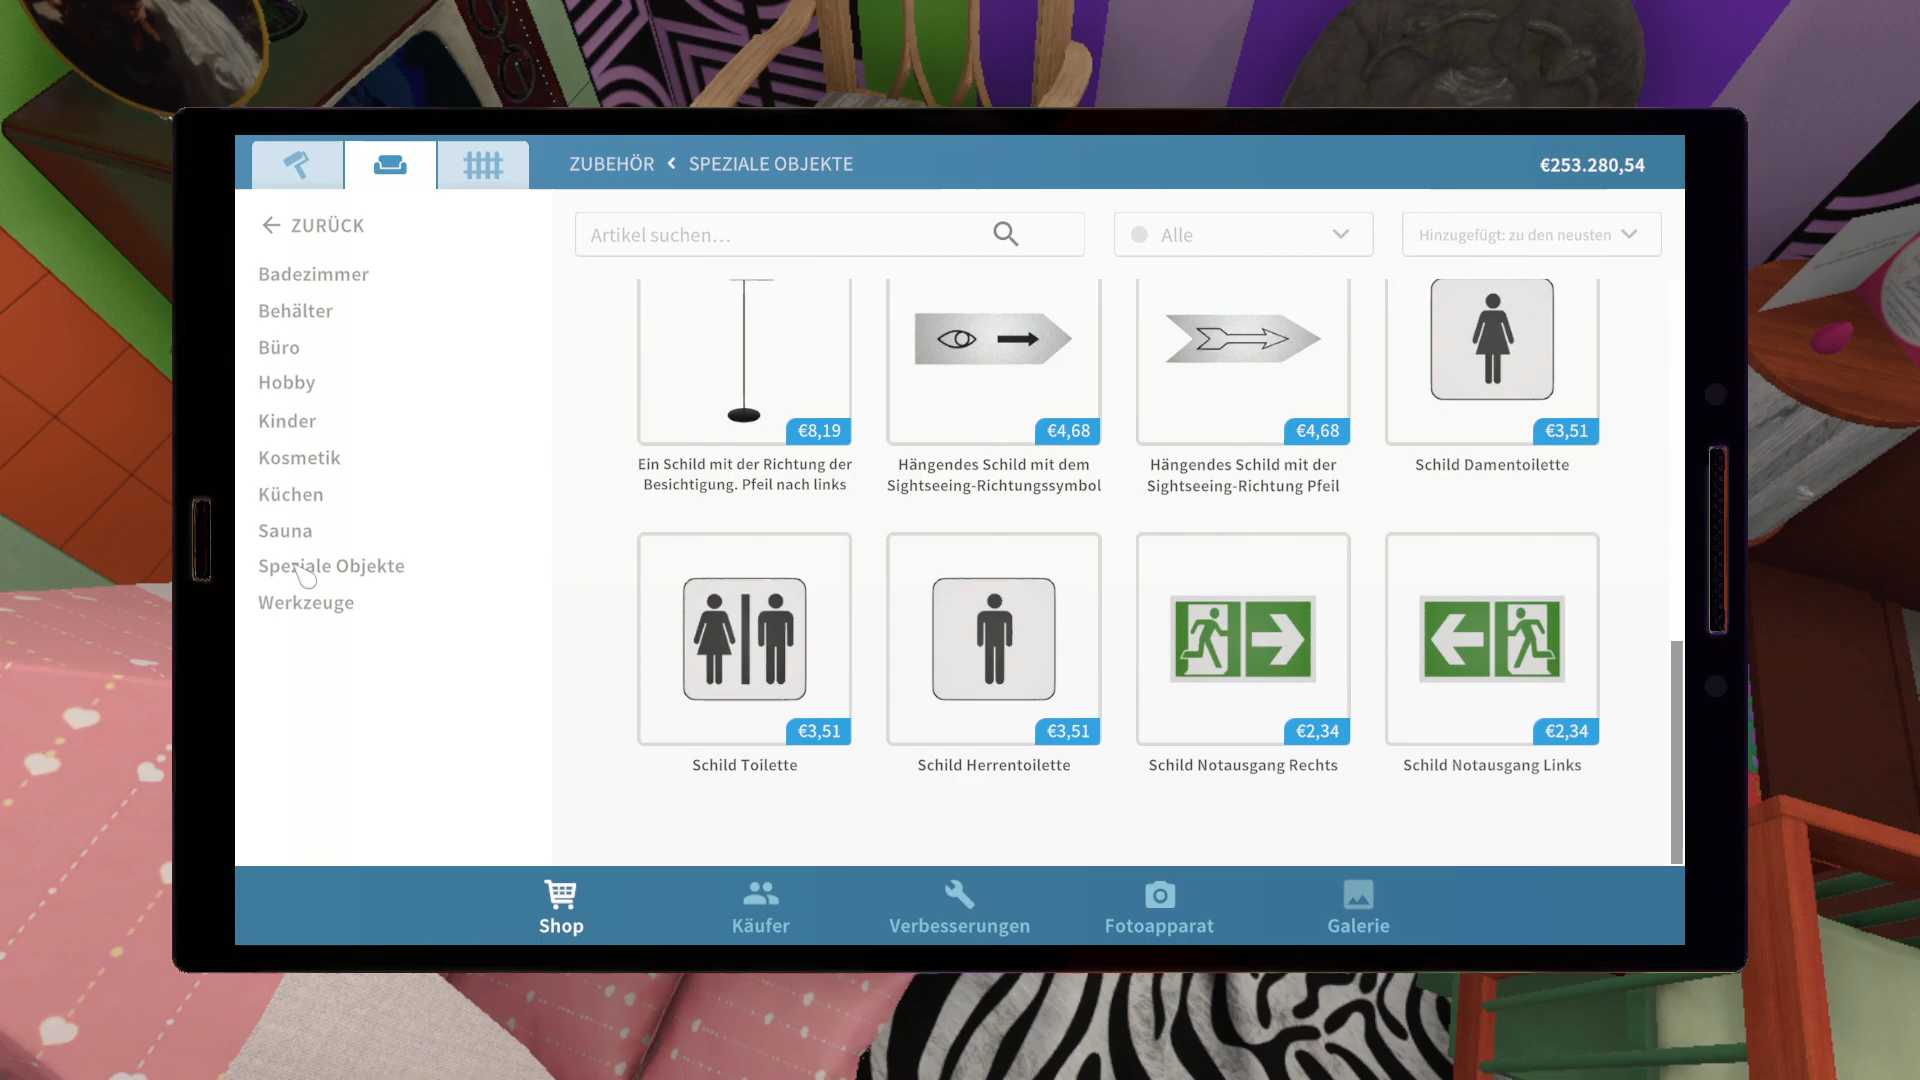 ZUBEHÖR < SPEZIALE OBJEKTE
€253.280,54
ZURÜCK
Artikel suchen...
Alle
Hinzugefügt: zu den neusten
Badezimmer
Behälter
Büro
Hobby
Kinder
Kosmetik
Küchen
Sauna
Speziale Objekte
Werkzeuge
€8,19
€4,68
€4,68
€3,51
Ein Schild mit der Richtung der
Besichtigung. Pfeil nach links
Hängendes Schild mit dem
Sightseeing-Richtungssymbol
Hängendes Schild mit der
Sightseeing-Richtung Pfeil
Schild Damentoilette
€3,51
€3,51
€2,34
€2,34
Schild Toilette
Schild Herrentoilette
Schild Notausgang Rechts
Schild Notausgang Links
Shop
Käufer
Verbesserungen
Fotoapparat
Galerie